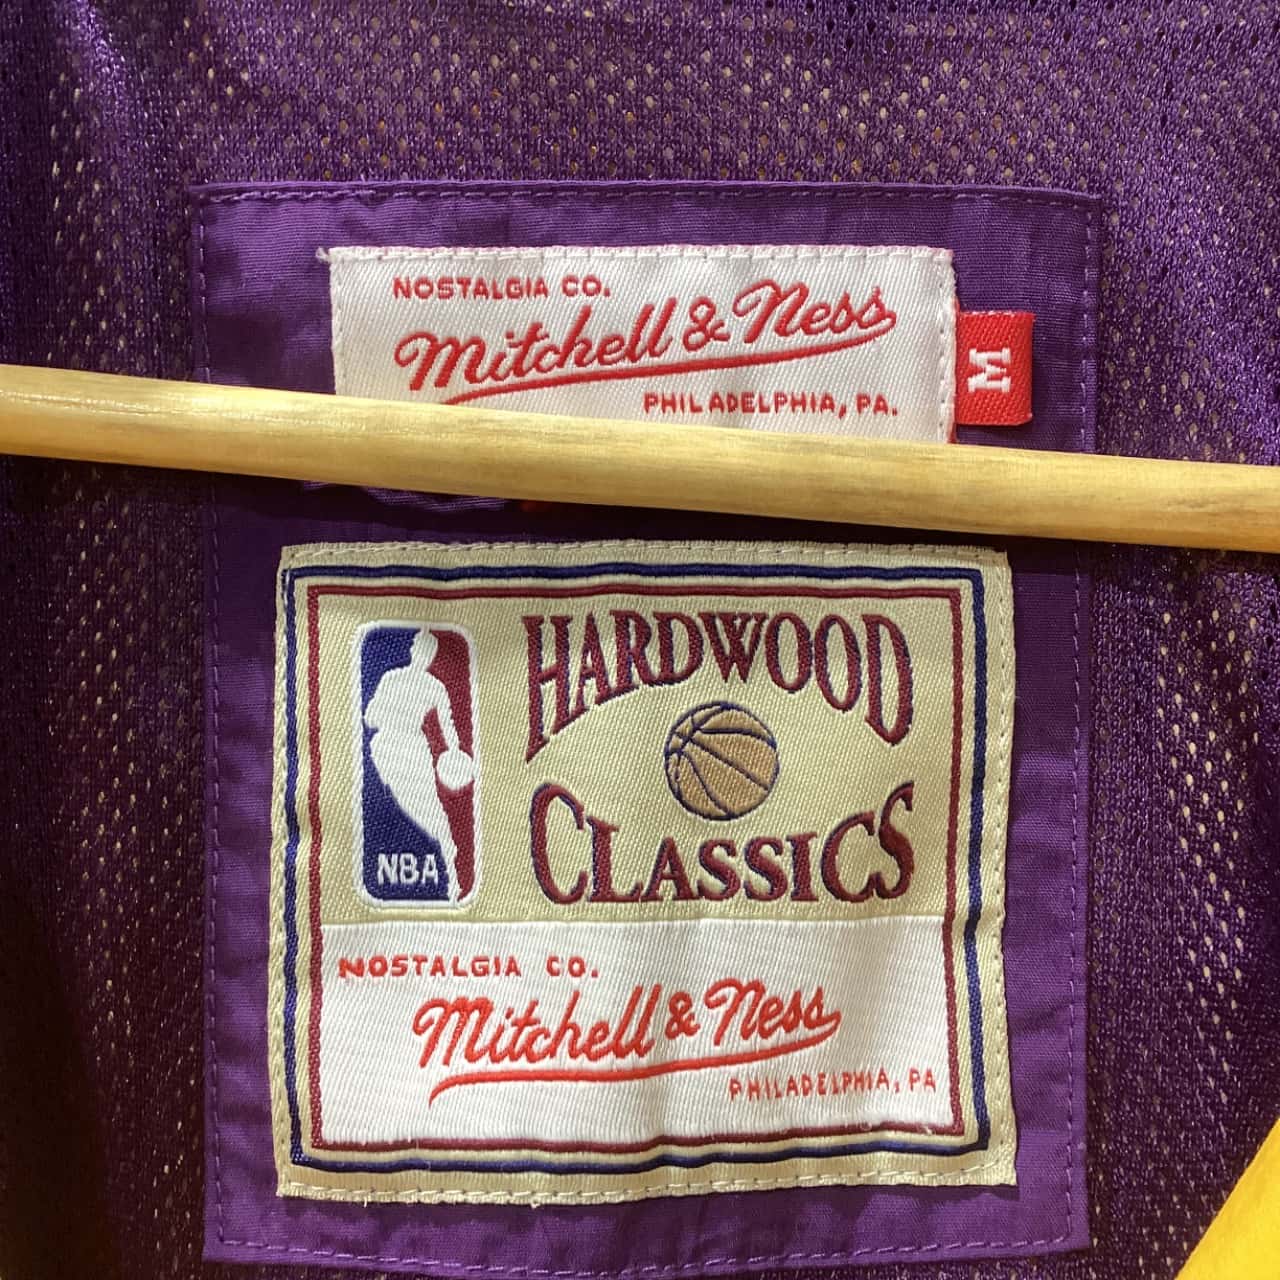 NOSTALGIA CO.
Mitchell & Ness
PHILADELPHIA, PA.
M
HARDWOOD
CLASSICS
NBA
NOSTALGIA CO.
Mitchell & Ness
PHILADELPHIA, PA